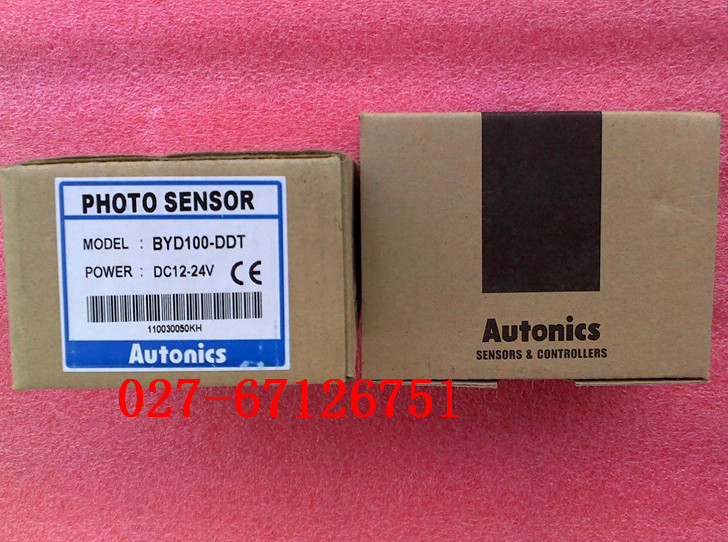 PHOTO SENSOR
MODEL : BYD100-DDT
POWER : DC12-24V CE
110030050KH
Autonics
Autonics
SENSORS & CONTROLLERS
027-67126751